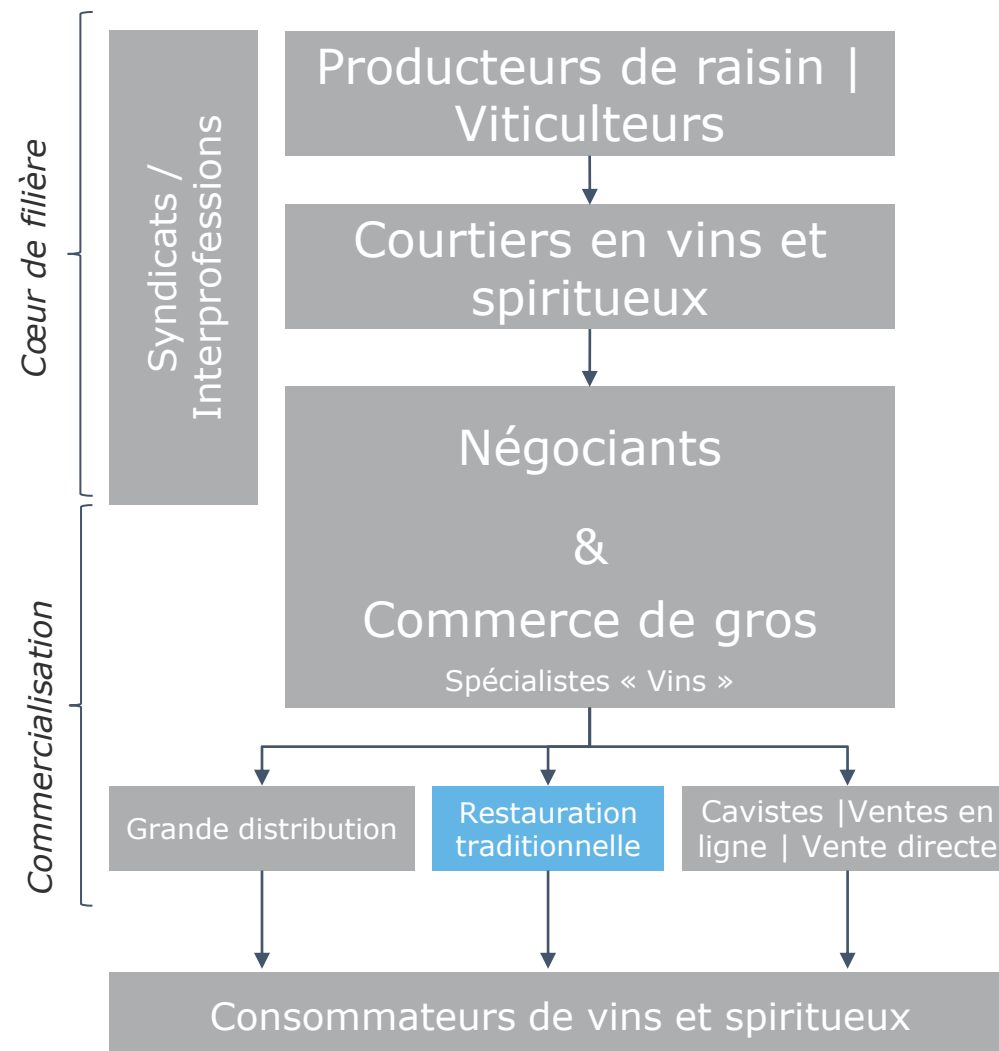 Cœur de filière
Syndicats /
Interprofessions
Producteurs de raisin |
Viticulteurs
Courtiers en vins et
spiritueux
Négociants
&
Commerce de gros
Spécialistes « Vins »
Commercialisation
Grande distribution
Restauration
traditionnelle
Cavistes |Ventes en
ligne | Vente directe
Consommateurs de vins et spiritueux